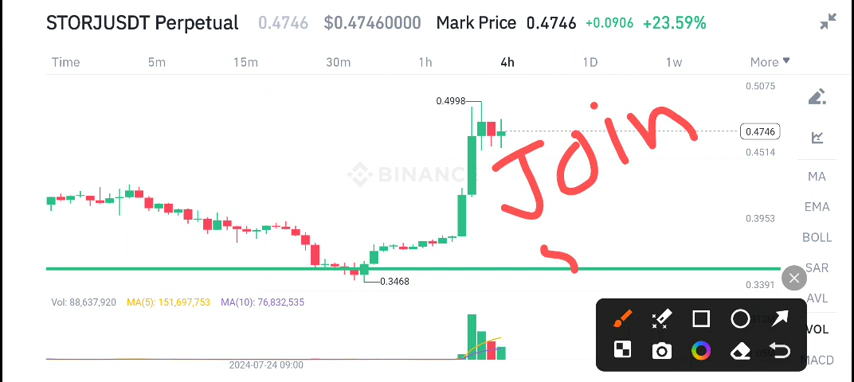 STORJUSDT Perpetual 0.4746 $0.47460000 Mark Price 0.4746 +0.0906 +23.59%
Time 5m 15m 30m 1h 4h 1D 1w More
0.5075
0.4998
0.4746
Join
0.4514
BINANC
MA
EMA
0.3953
BOLL
SAR
0.3468
0.3391
AVL
Vol: 88,637,920 MA(5): 151,697,753 MA(10): 76,832,535
VOL
MACD
2024-07-24 09:00